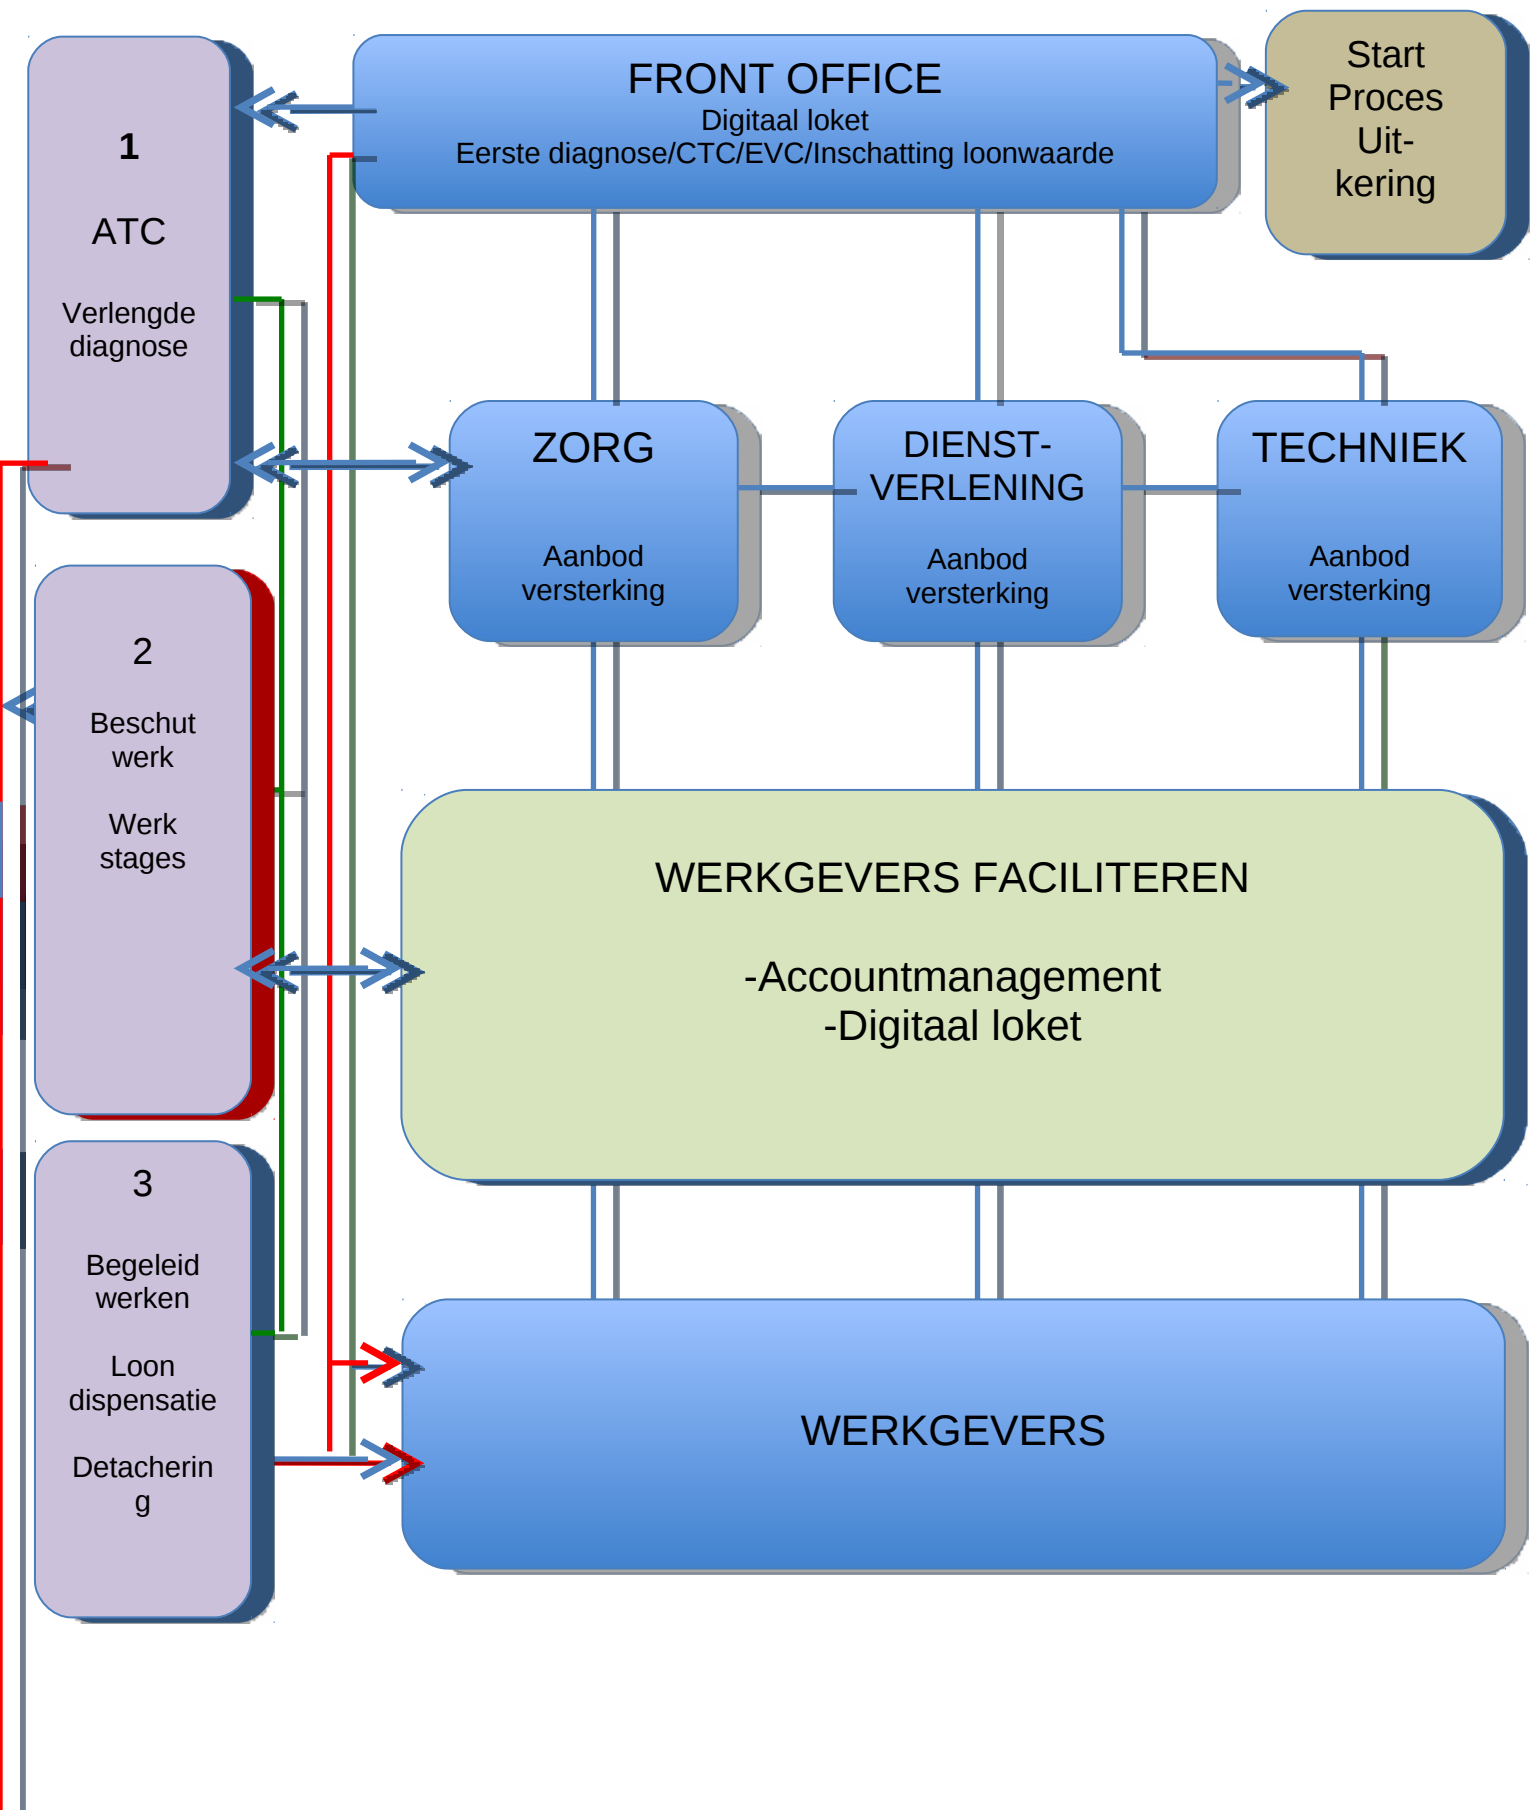 FRONT OFFICE
Digitaal loket
Eerste diagnose/CTC/EVC/Inschatting loonwaarde
Start
Proces
Uit-
kering
1
ATC
Verlengde
diagnose
ZORG
Aanbod
versterking
DIENST-
VERLENING
Aanbod
versterking
TECHNIEK
Aanbod
versterking
2
Beschut
werk
Werk
stages
WERKGEVERS FACILITEREN
-Accountmanagement
-Digitaal loket
3
Begeleid
werken
Loon
dispensatie
Detacherin
g
WERKGEVERS